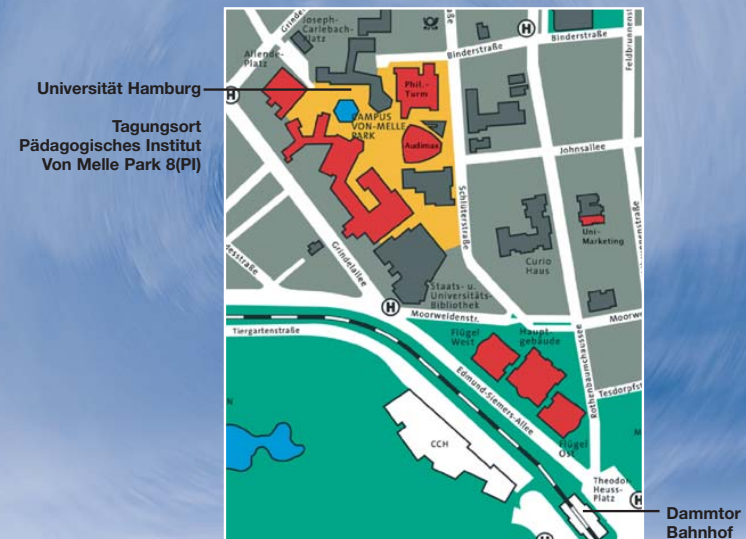 Universität Hamburg
Tagungsort
Pädagogisches Institut
Von Melle Park 8(PI)
Joseph-
Carlebach-
Platz
Allende-
Platz
H
Binderstraße
H
Binderstraße
Phil.-
Turm
CAMPUS
VON-MELLE
PARK
Audimax
Johnsallee
Schlüterstraße
Grindelallee
Curio
Haus
Uni-
Marketing
Staats- u.
Universitäts-
Bibliothek
H
Moorweidenstr.
Tiergartenstraße
Flügel
West
Haupt-
gebäude
Edmund-Siemers-Allee
Rothenbaumchaussee
Flügel
Ost
CCH
Theodor-
Heuss-
Platz
H
H
Dammtor
Bahnhof